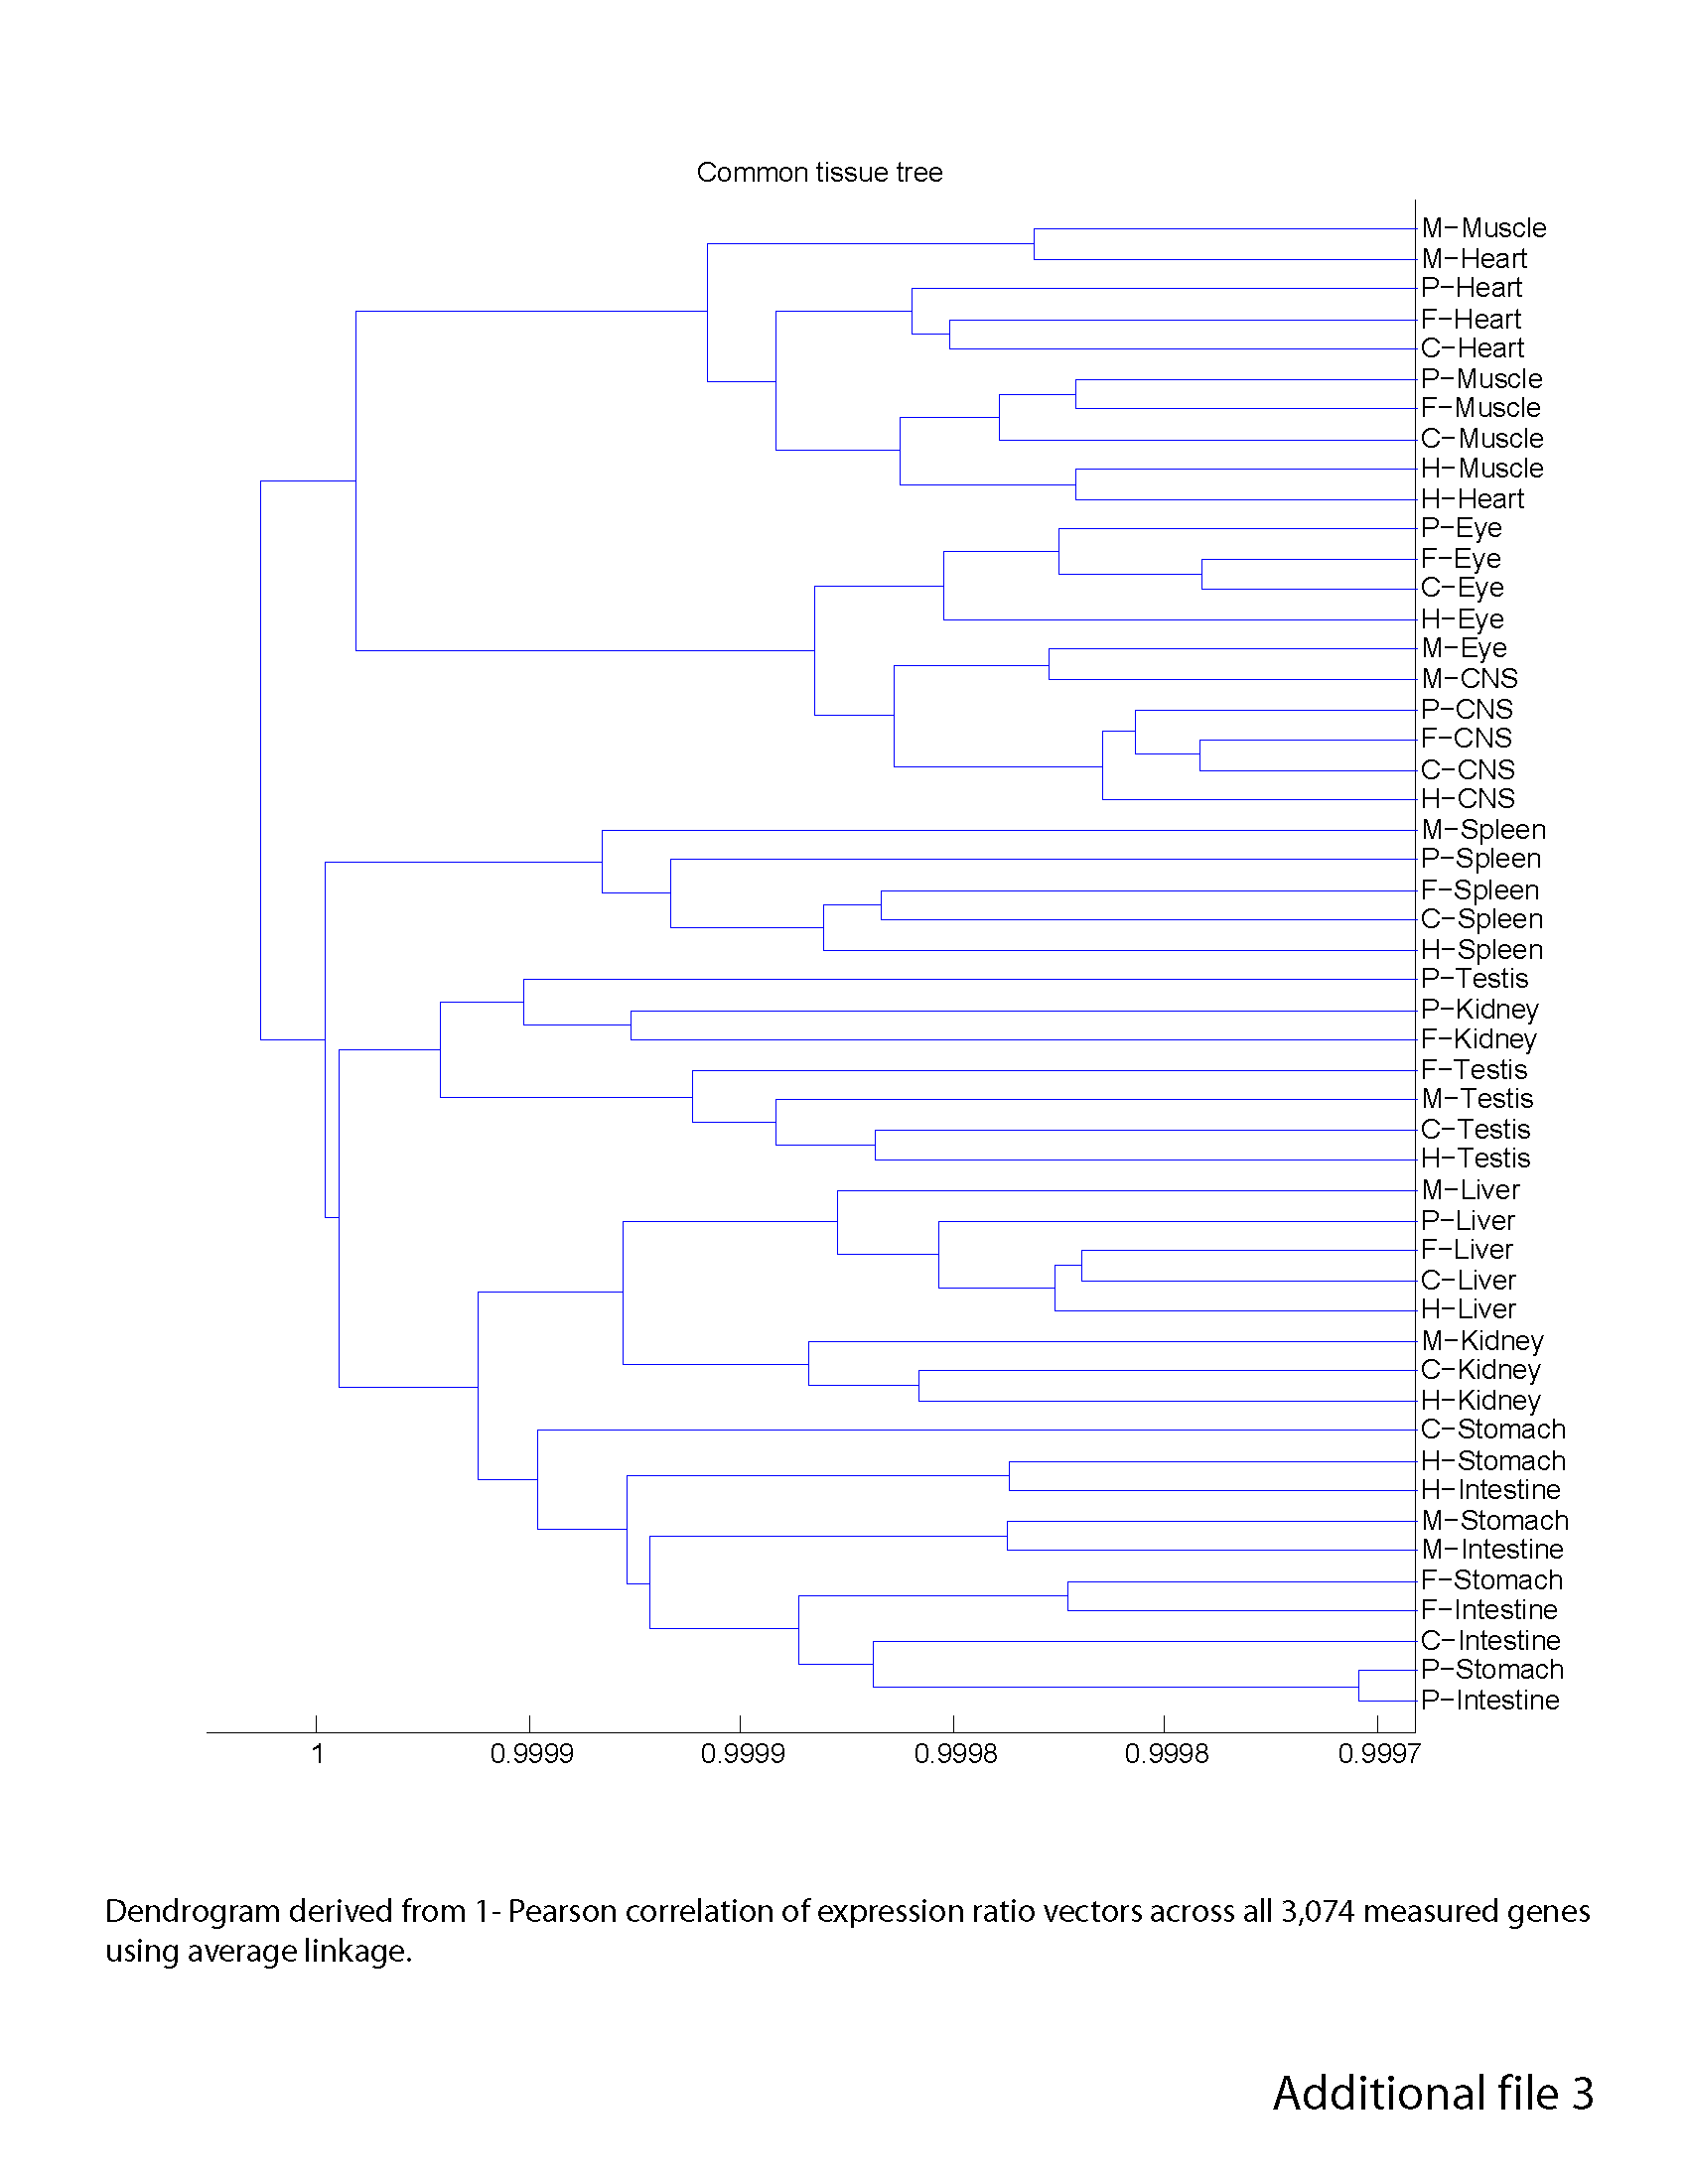 Common tissue tree
M−Muscle
M−Heart
P−Heart
F−Heart
C−Heart
P−Muscle
F−Muscle
C−Muscle
H−Muscle
H−Heart
P−Eye
F−Eye
C−Eye
H−Eye
M−Eye
M−CNS
P−CNS
F−CNS
C−CNS
H−CNS
M−Spleen
P−Spleen
F−Spleen
C−Spleen
H−Spleen
P−Testis
P−Kidney
F−Kidney
F−Testis
M−Testis
C−Testis
H−Testis
M−Liver
P−Liver
F−Liver
C−Liver
H−Liver
M−Kidney
C−Kidney
H−Kidney
C−Stomach
H−Stomach
H−Intestine
M−Stomach
M−Intestine
F−Stomach
F−Intestine
C−Intestine
P−Stomach
P−Intestine
1 0.9999 0.9999 0.9998 0.9998 0.9997
Dendrogram derived from 1- Pearson correlation of expression ratio vectors across all 3,074 measured genes
using average linkage.
Additional file 3